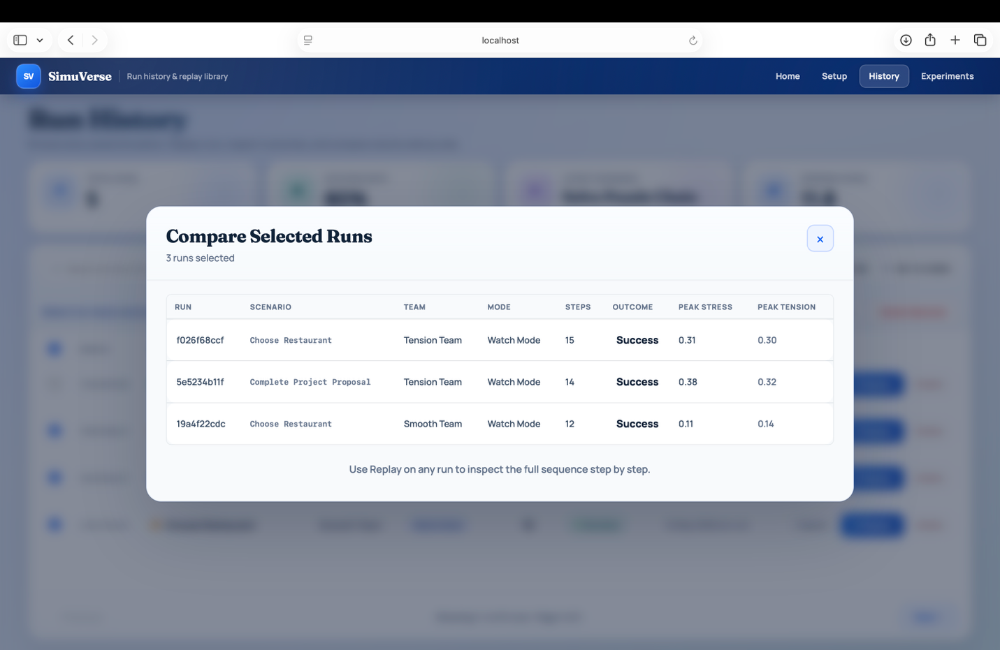 localhost
SV SimuVerse Run history & replay library Home Setup History Experiments
Run History
Compare Selected Runs
3 runs selected
RUN SCENARIO TEAM MODE STEPS OUTCOME PEAK STRESS PEAK TENSION
f026f68ccf Choose Restaurant Tension Team Watch Mode 15 Success 0.31 0.30
5e5234b11f Complete Project Proposal Tension Team Watch Mode 14 Success 0.38 0.32
19a4f22cdc Choose Restaurant Smooth Team Watch Mode 12 Success 0.11 0.14
Use Replay on any run to inspect the full sequence step by step.